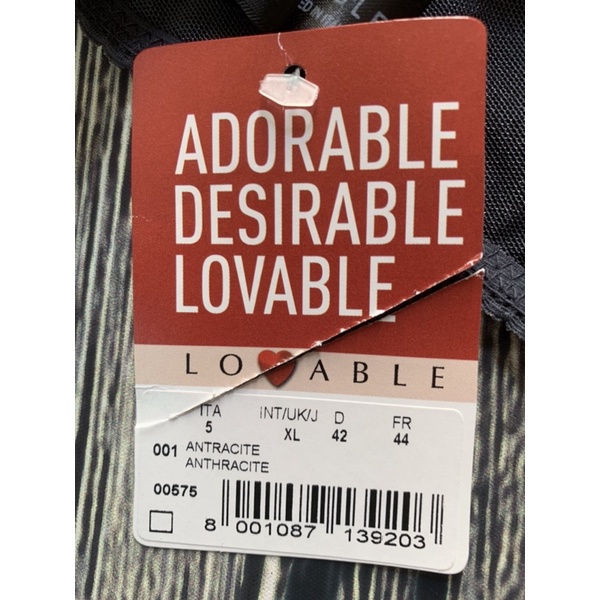 ADORABLE
DESIRABLE
LOVABLE
LOVABLE
ITA INT/UK/J D FR
5 XL 42 44
001 ANTRACITE
ANTHRACITE
00575
8 001087 139203